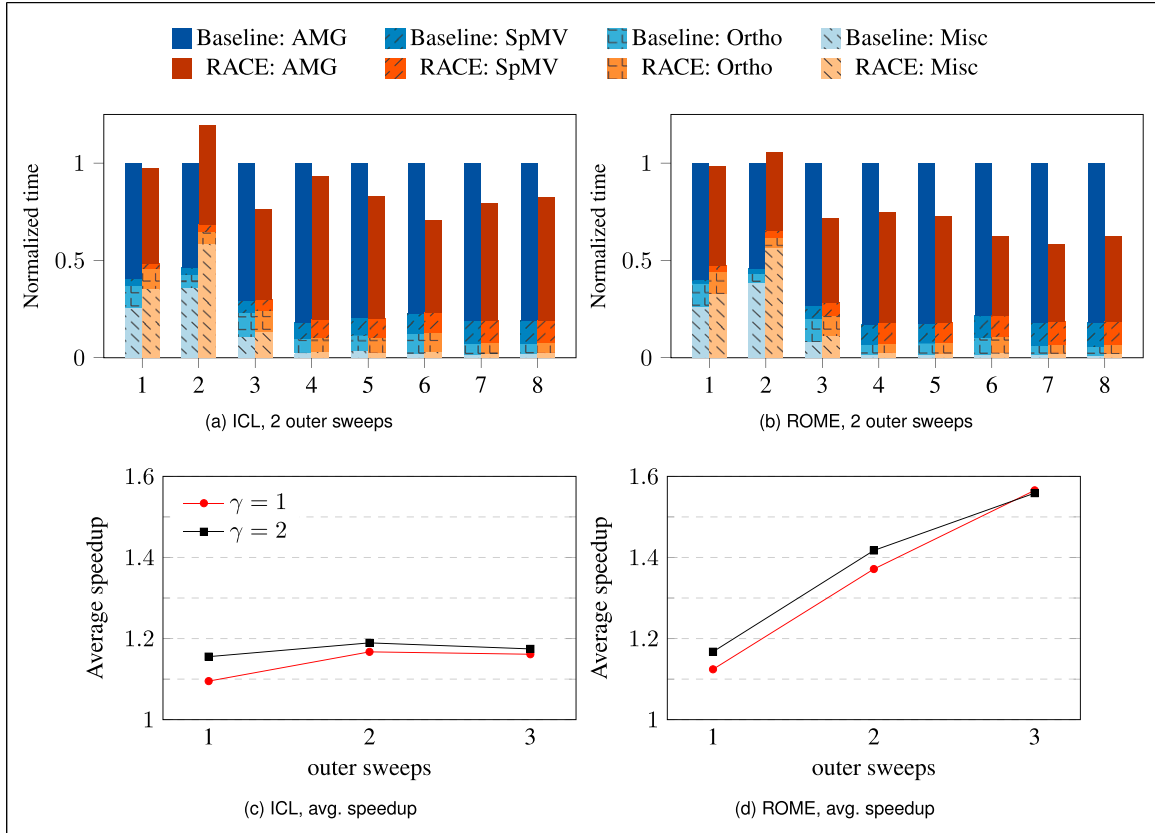 Baseline: AMG Baseline: SpMV Baseline: Ortho Baseline: Misc
RACE: AMG RACE: SpMV RACE: Ortho RACE: Misc
Normalized time
1
0.5
0
1 2 3 4 5 6 7 8
(a) ICL, 2 outer sweeps
Normalized time
1
0.5
0
1 2 3 4 5 6 7 8
(b) ROME, 2 outer sweeps
Average speedup
1.6
1.4
1.2
1
γ = 1
γ = 2
1 2 3
outer sweeps
(c) ICL, avg. speedup
Average speedup
1.6
1.4
1.2
1
1 2 3
outer sweeps
(d) ROME, avg. speedup